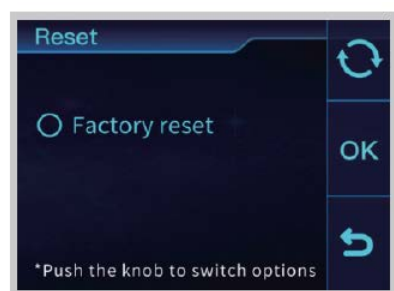 Reset
Factory reset
OK
*Push the knob to switch options